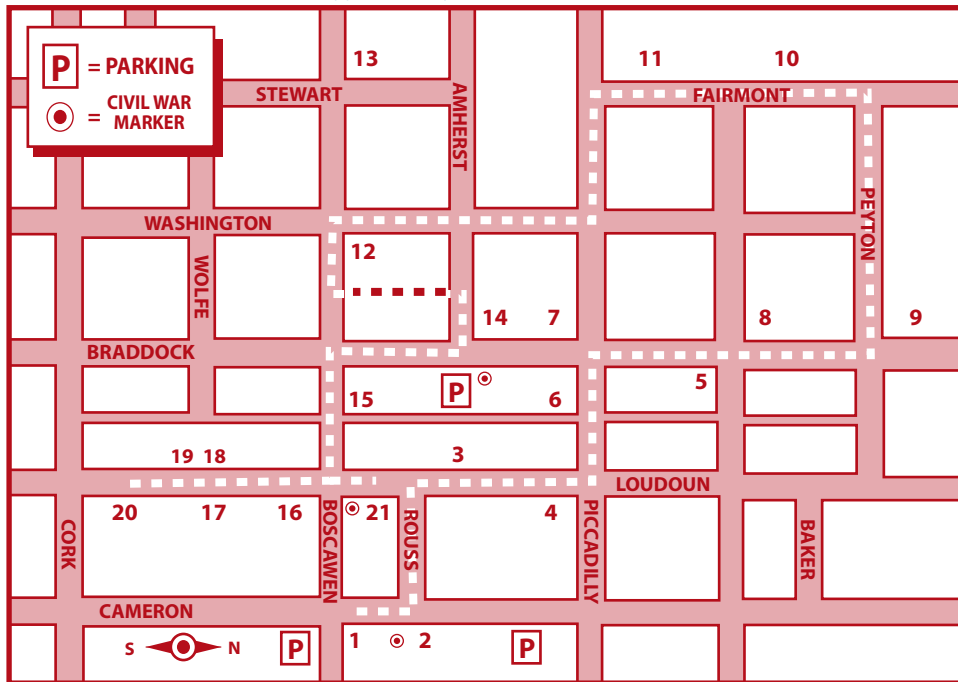 P = PARKING
= CIVIL WAR
MARKER
13
11
10
STEWART
AMHERST
FAIRMONT
PEYTON
WASHINGTON
WOLFE
12
14
7
8
9
BRADDOCK
15
P
6
5
19
18
3
LOUDOUN
20
17
16
21
4
CORK
BOSCAWEN
ROUSS
PICCADILLY
BAKER
CAMERON
S
N
P
1
2
P